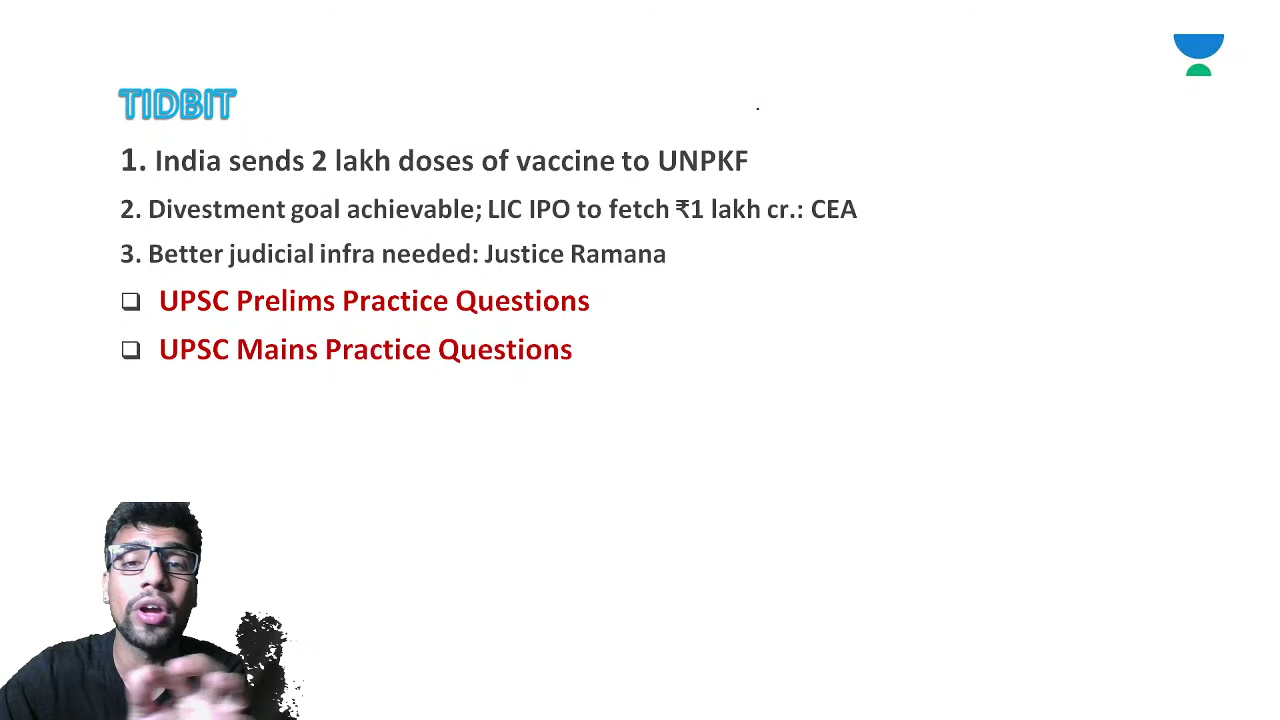 TIDBIT
1. India sends 2 lakh doses of vaccine to UNPKF
2. Divestment goal achievable; LIC IPO to fetch ₹1 lakh cr.: CEA
3. Better judicial infra needed: Justice Ramana
❑ UPSC Prelims Practice Questions
❑ UPSC Mains Practice Questions